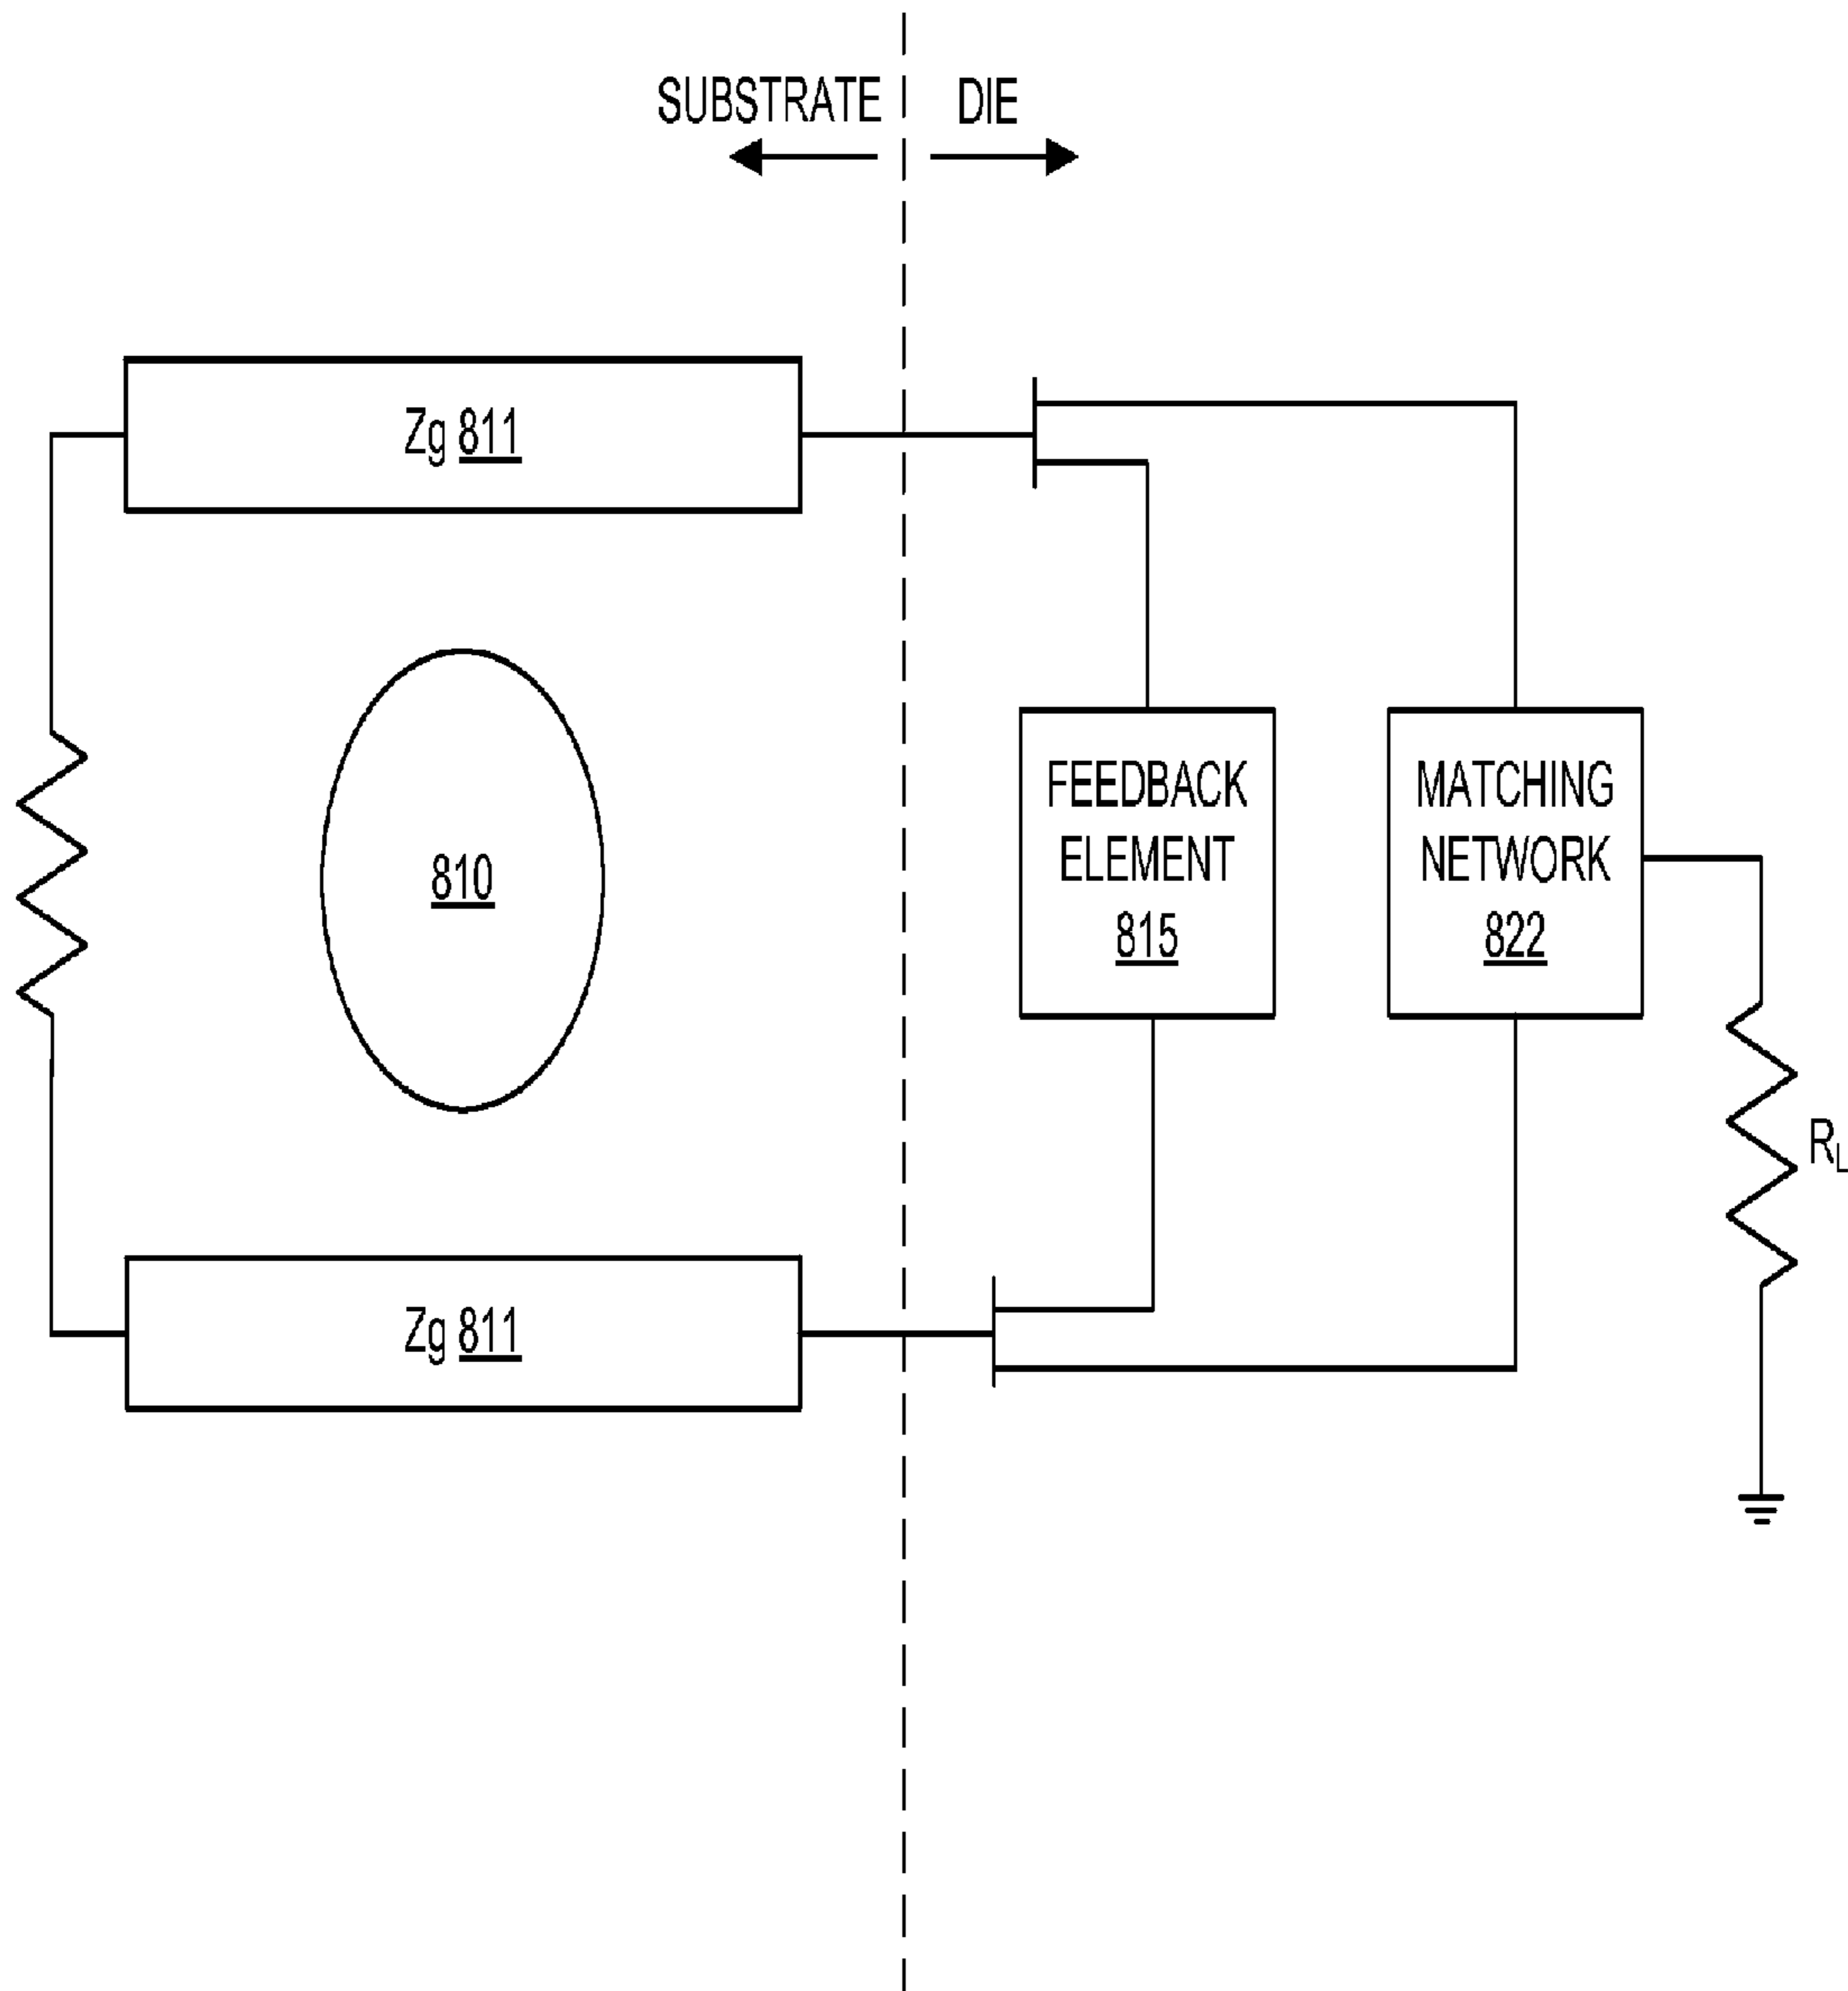 SUBSTRATE
DIE
Zg 811
810
FEEDBACK
ELEMENT
815
MATCHING
NETWORK
822
RL
Zg 811